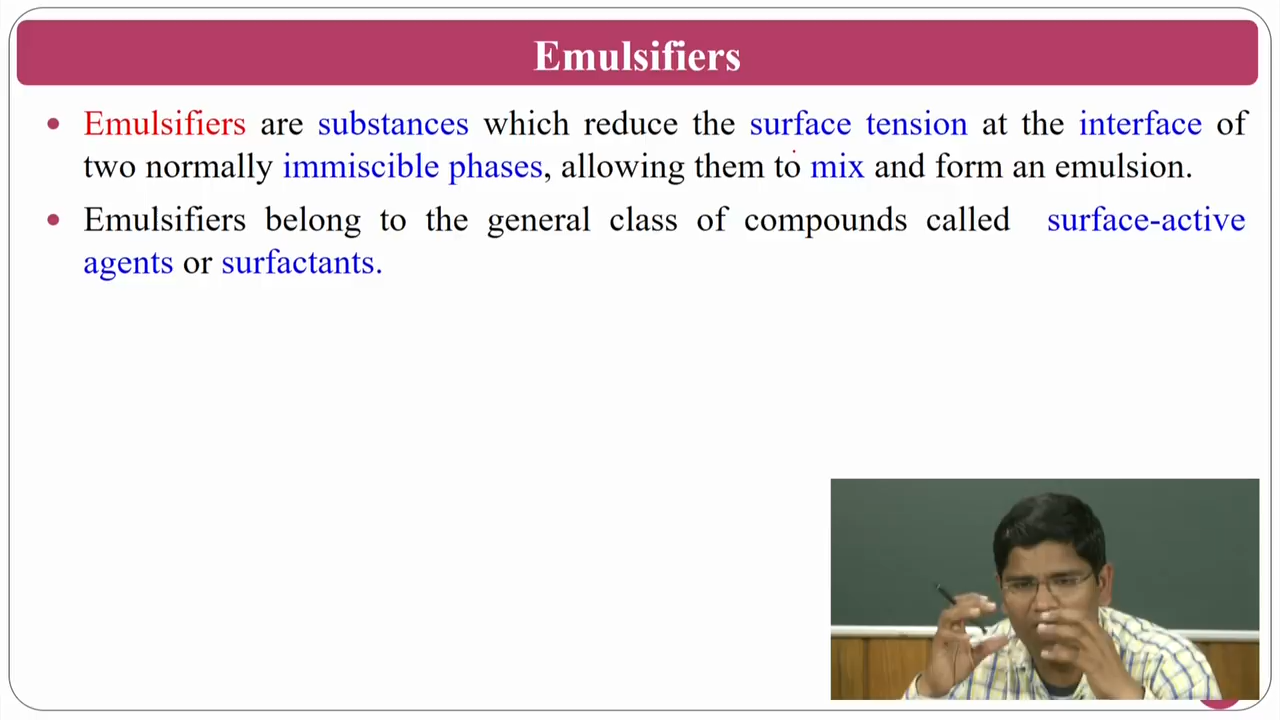 Emulsifiers
• Emulsifiers are substances which reduce the surface tension at the interface of
two normally immiscible phases, allowing them to mix and form an emulsion.
• Emulsifiers belong to the general class of compounds called surface-active
agents or surfactants.